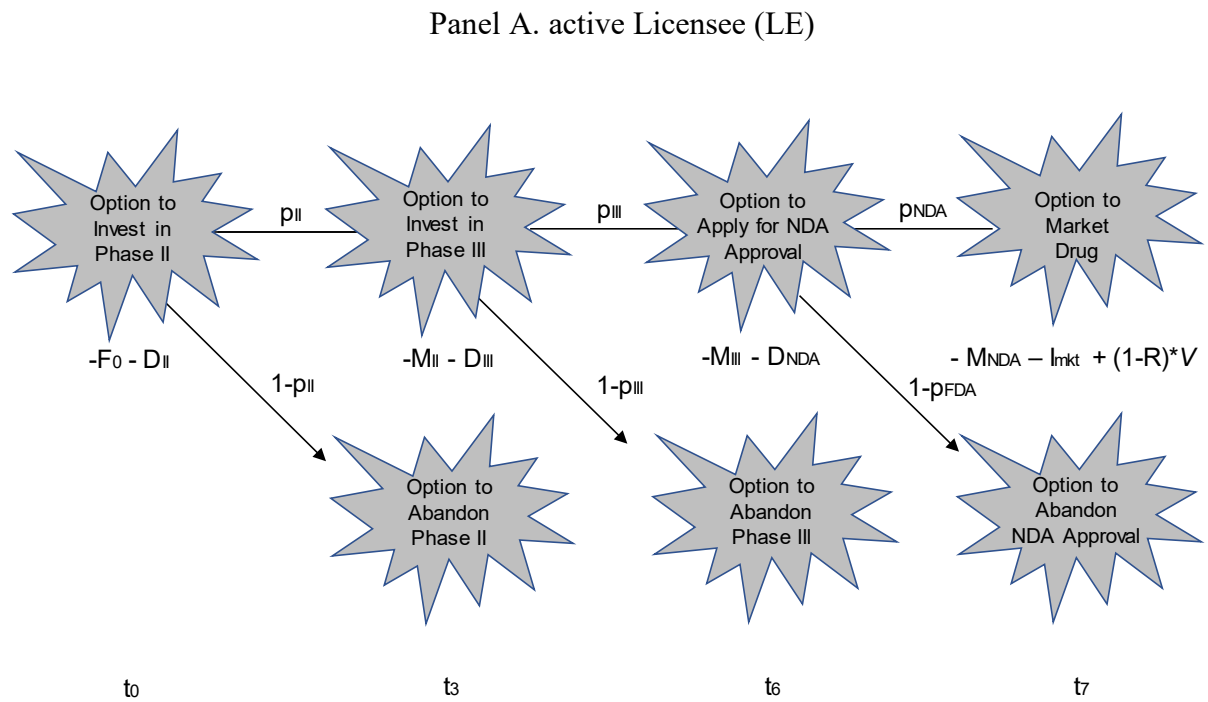 Panel A. active Licensee (LE)
Option to
Invest in
Phase II
pII
Option to
Invest in
Phase III
pIII
Option to
Apply for NDA
Approval
pNDA
Option to
Market
Drug
-F0 - DII
-MII - DIII
-MIII - DNDA
- MNDA – Imkt + (1-R)*V
1-pII
1-pIII
1-pFDA
Option to
Abandon
Phase II
Option to
Abandon
Phase III
Option to
Abandon
NDA Approval
t0
t3
t6
t7